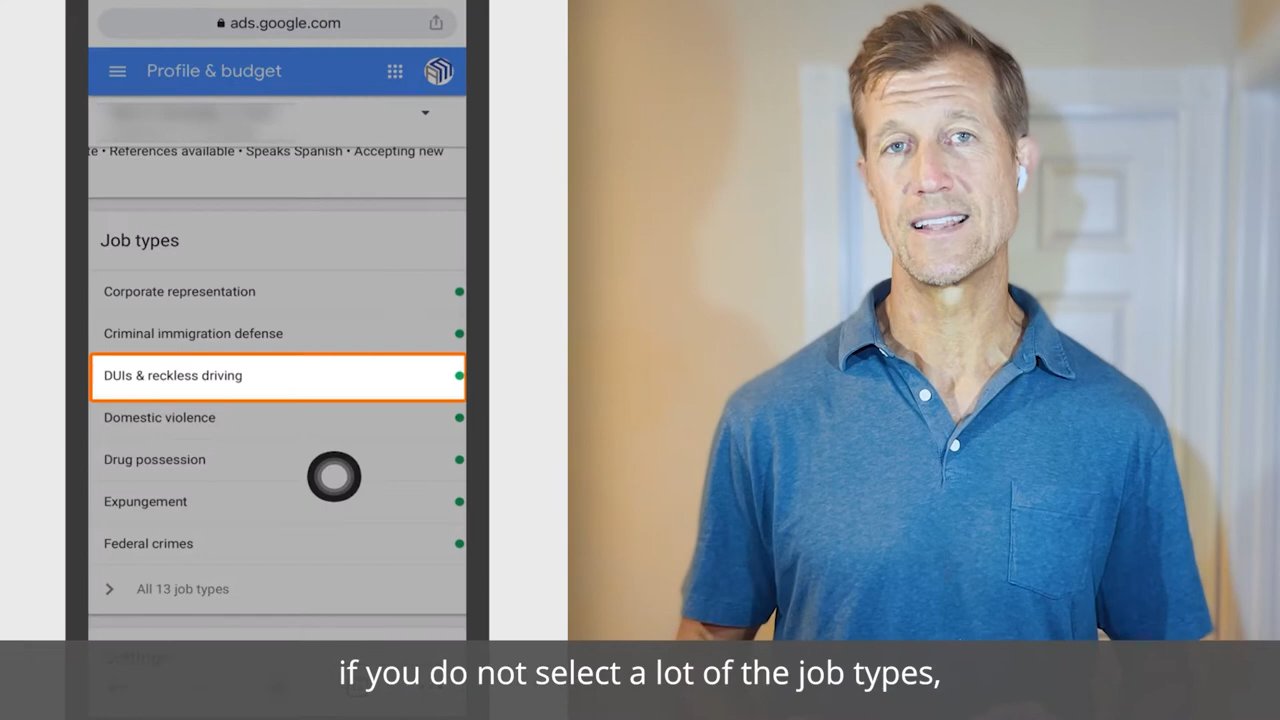 ads.google.com
Profile & budget
• References available • Speaks Spanish • Accepting new
Job types
Corporate representation
Criminal immigration defense
DUIs & reckless driving
Domestic violence
Drug possession
Expungement
Federal crimes
All 13 job types
Settings
if you do not select a lot of the job types,